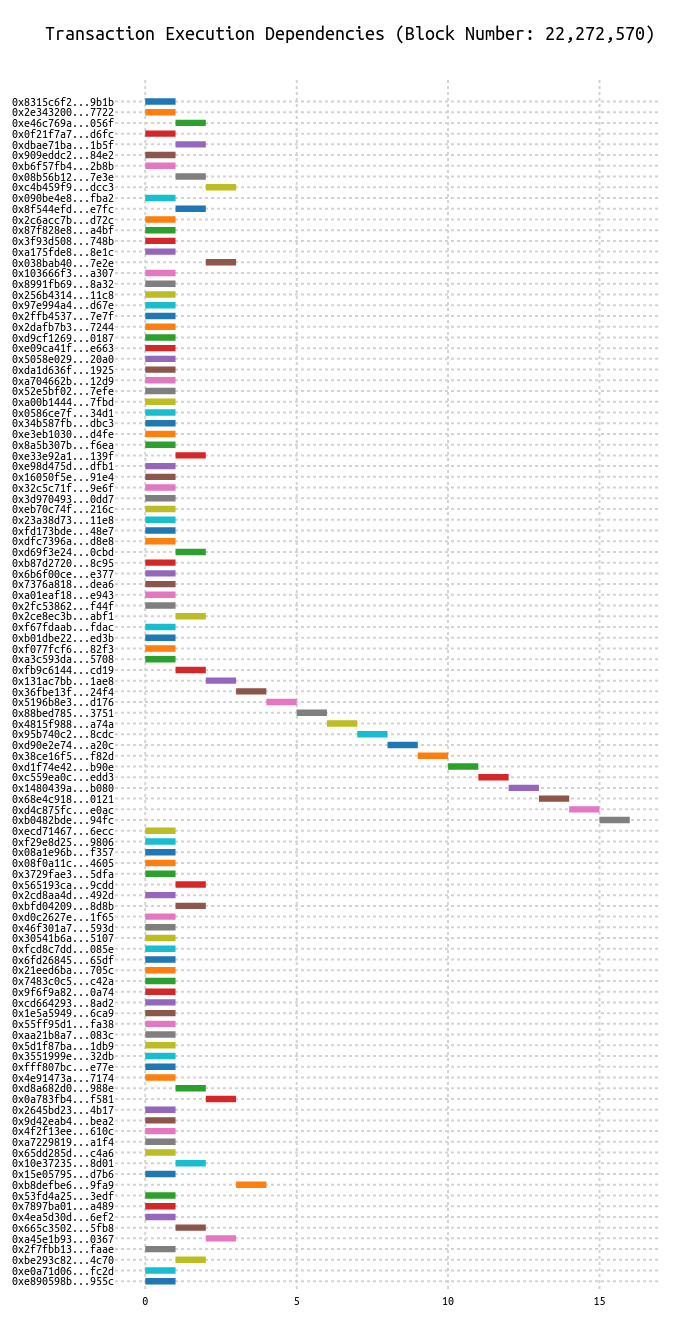 Transaction Execution Dependencies (Block Number: 22,272,570)
0x8315c6f2...9b1b
0x2e343200...7722
0xe46c769a...056f
0x0f21f7a7...d6fc
0xdbae71ba...1b5f
0x909eddc2...84e2
0xb6f57fb4...2b8b
0x08b56b12...7e3e
0xc4b459f9...dcc3
0x090be4e8...fba2
0x8f544efd...e7fc
0x2c6acc7b...d72c
0x87f828e8...a4bf
0x3f93d508...748b
0xa175fde8...8e1c
0x038bab40...7e2e
0x103666f3...a307
0x8991fb69...8a32
0x256b4314...11c8
0x97e994a4...d67e
0x2ffb4537...7e7f
0x2dafb7b3...7244
0xd9cf1269...0187
0xe09ca41f...e663
0x5058e029...20a0
0xda1d636f...1925
0xa704662b...12d9
0x52e5bf02...7efe
0xa00b1444...7fbd
0x0586ce7f...34d1
0x34b587fb...dbc3
0xe3eb1030...d4fe
0x8a5b307b...f6ea
0xe33e92a1...139f
0xe98d475d...dfb1
0x16050f5e...91e4
0x32c5c71f...9e6f
0x3d970493...0dd7
0xeb70c74f...216c
0x23a38d73...11e8
0xfd173bde...48e7
0xdfc7396a...d8e8
0xd69f3e24...0cbd
0xb87d2720...8c95
0x6b6f00ce...e377
0x7376a818...dea6
0xa01eaf18...e943
0x2fc53862...f44f
0x2ce8ec3b...abf1
0xf67fdaab...fdac
0xb01dbe22...ed3b
0xf077fcf6...82f3
0xa3c593da...5708
0xfb9c6144...cd19
0x131ac7bb...1ae8
0x36fbe13f...24f4
0x5196b8e3...d176
0x88bed785...3751
0x4815f988...a74a
0x95b740c2...8cdc
0xd90e2e74...a20c
0x38ce16f5...f82d
0xd1f74e42...b90e
0xc559ea0c...edd3
0x1480439a...b080
0x68e4c918...0121
0xd4c875fc...e0ac
0xb0482bde...94fc
0xecd71467...6ecc
0xf29e8d25...9806
0x08a1e96b...f357
0x08f0a11c...4605
0x3729fae3...5dfa
0x565193ca...9cdd
0x2cd8aa4d...492d
0xbfd04209...8d8b
0xd0c2627e...1f65
0x46f301a7...593d
0x30541b6a...5107
0xfcd8c7dd...085e
0x6fd26845...65df
0x21eed6ba...705c
0x7483c0c5...c42a
0x9f6f9a82...0a74
0xcd664293...8ad2
0x1e5a5949...6ca9
0x55ff95d1...fa38
0xaa21b8a7...083c
0x5d1f87ba...1db9
0x3551999e...32db
0xfff807bc...e77e
0x4e91473a...7174
0xd8a682d0...988e
0x0a783fb4...f581
0x2645bd23...4b17
0x9d42eab4...bea2
0x4f2f13ee...610c
0xa7229819...a1f4
0x65dd285d...c4a6
0x10e37235...8d01
0x15e05795...d7b6
0xb8defbe6...9fa9
0x53fd4a25...3edf
0x7897ba01...a489
0x4ea5d30d...6ef2
0x665c3502...5fb8
0xa45e1b93...0367
0x2f7fbb13...faae
0xbe293c82...4c70
0xe0a71d06...fc2d
0xe890598b...955c
0 5 10 15